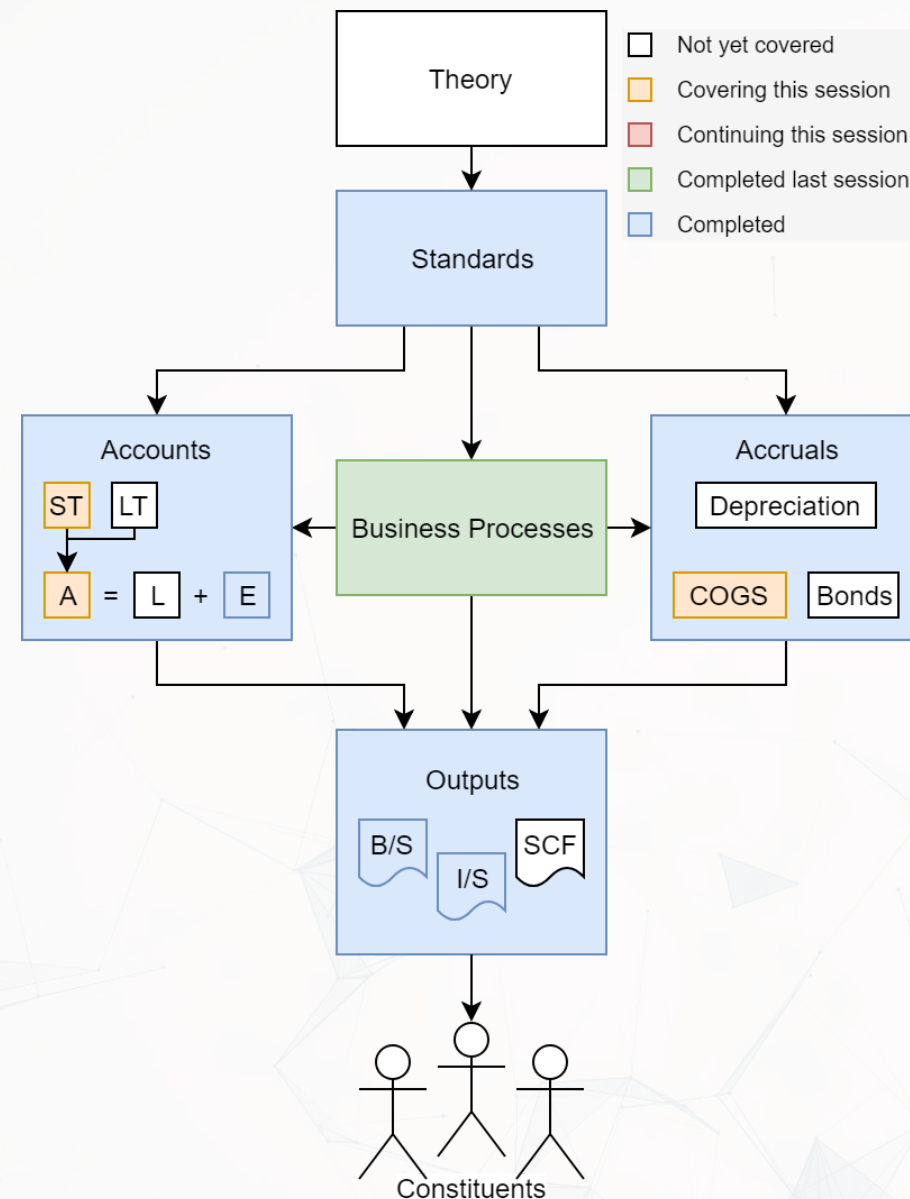 Theory
Not yet covered
Covering this session
Continuing this session
Completed last session
Completed
Standards
Accounts
ST LT
A = L + E
Business Processes
Accruals
Depreciation
COGS Bonds
Outputs
B/S
I/S
SCF
Constituents